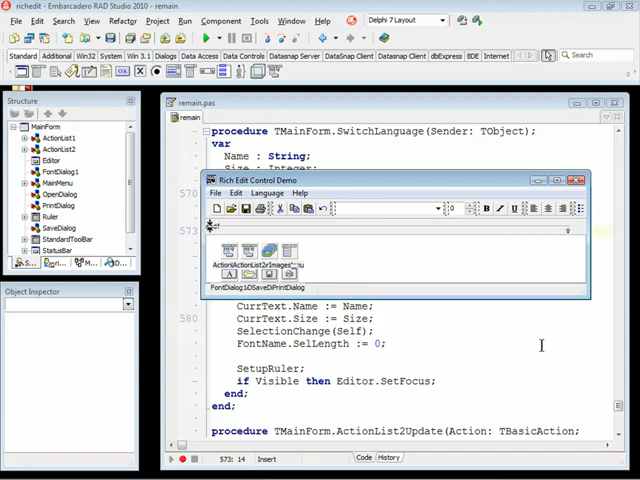 richedit - Embarcadero RAD Studio 2010 - remain
File Edit Search View Refactor Project Run Component Tools Window Help
Delphi 7 Layout
Standard Additional Win32 System Win 3.1 Dialogs Data Access Data Controls Datasnap Server DataSnap Client dbExpress BDE Internet
Search
OK
Structure
MainForm
ActionList1
ActionList2
Editor
FontDialog1
MainMenu
OpenDialog
PrintDialog
Ruler
SaveDialog
StandardToolBar
StatusBar
Object Inspector
remain.pas
remain
procedure TMainForm.SwitchLanguage(Sender: TObject);
var
Name : String;
Size : Integer;
570
573
Rich Edit Control Demo
File Edit Language Help
0
B I U
ActionlActionList2rImages
FontDialog1iDSaveDiPrintDialog
CurrText.Name := Name;
580 CurrText.Size := Size;
SelectionChange(Self);
FontName.SelLength := 0;
SetupRuler;
if Visible then Editor.SetFocus;
end;
end;
procedure TMainForm.ActionList2Update(Action: TBasicAction;
573: 14 Insert
Code History